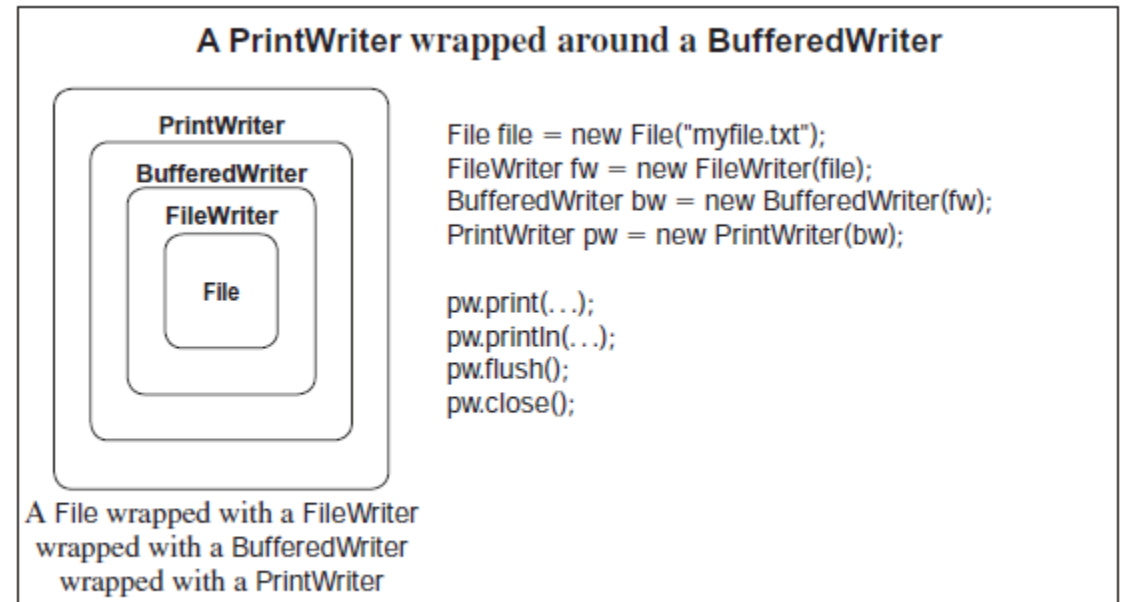 A PrintWriter wrapped around a BufferedWriter
PrintWriter
BufferedWriter
FileWriter
File
File file = new File("myfile.txt");
FileWriter fw = new FileWriter(file);
BufferedWriter bw = new BufferedWriter(fw);
PrintWriter pw = new PrintWriter(bw);
pw.print(. . .);
pw.println(. . .);
pw.flush();
pw.close();
A File wrapped with a FileWriter
wrapped with a BufferedWriter
wrapped with a PrintWriter